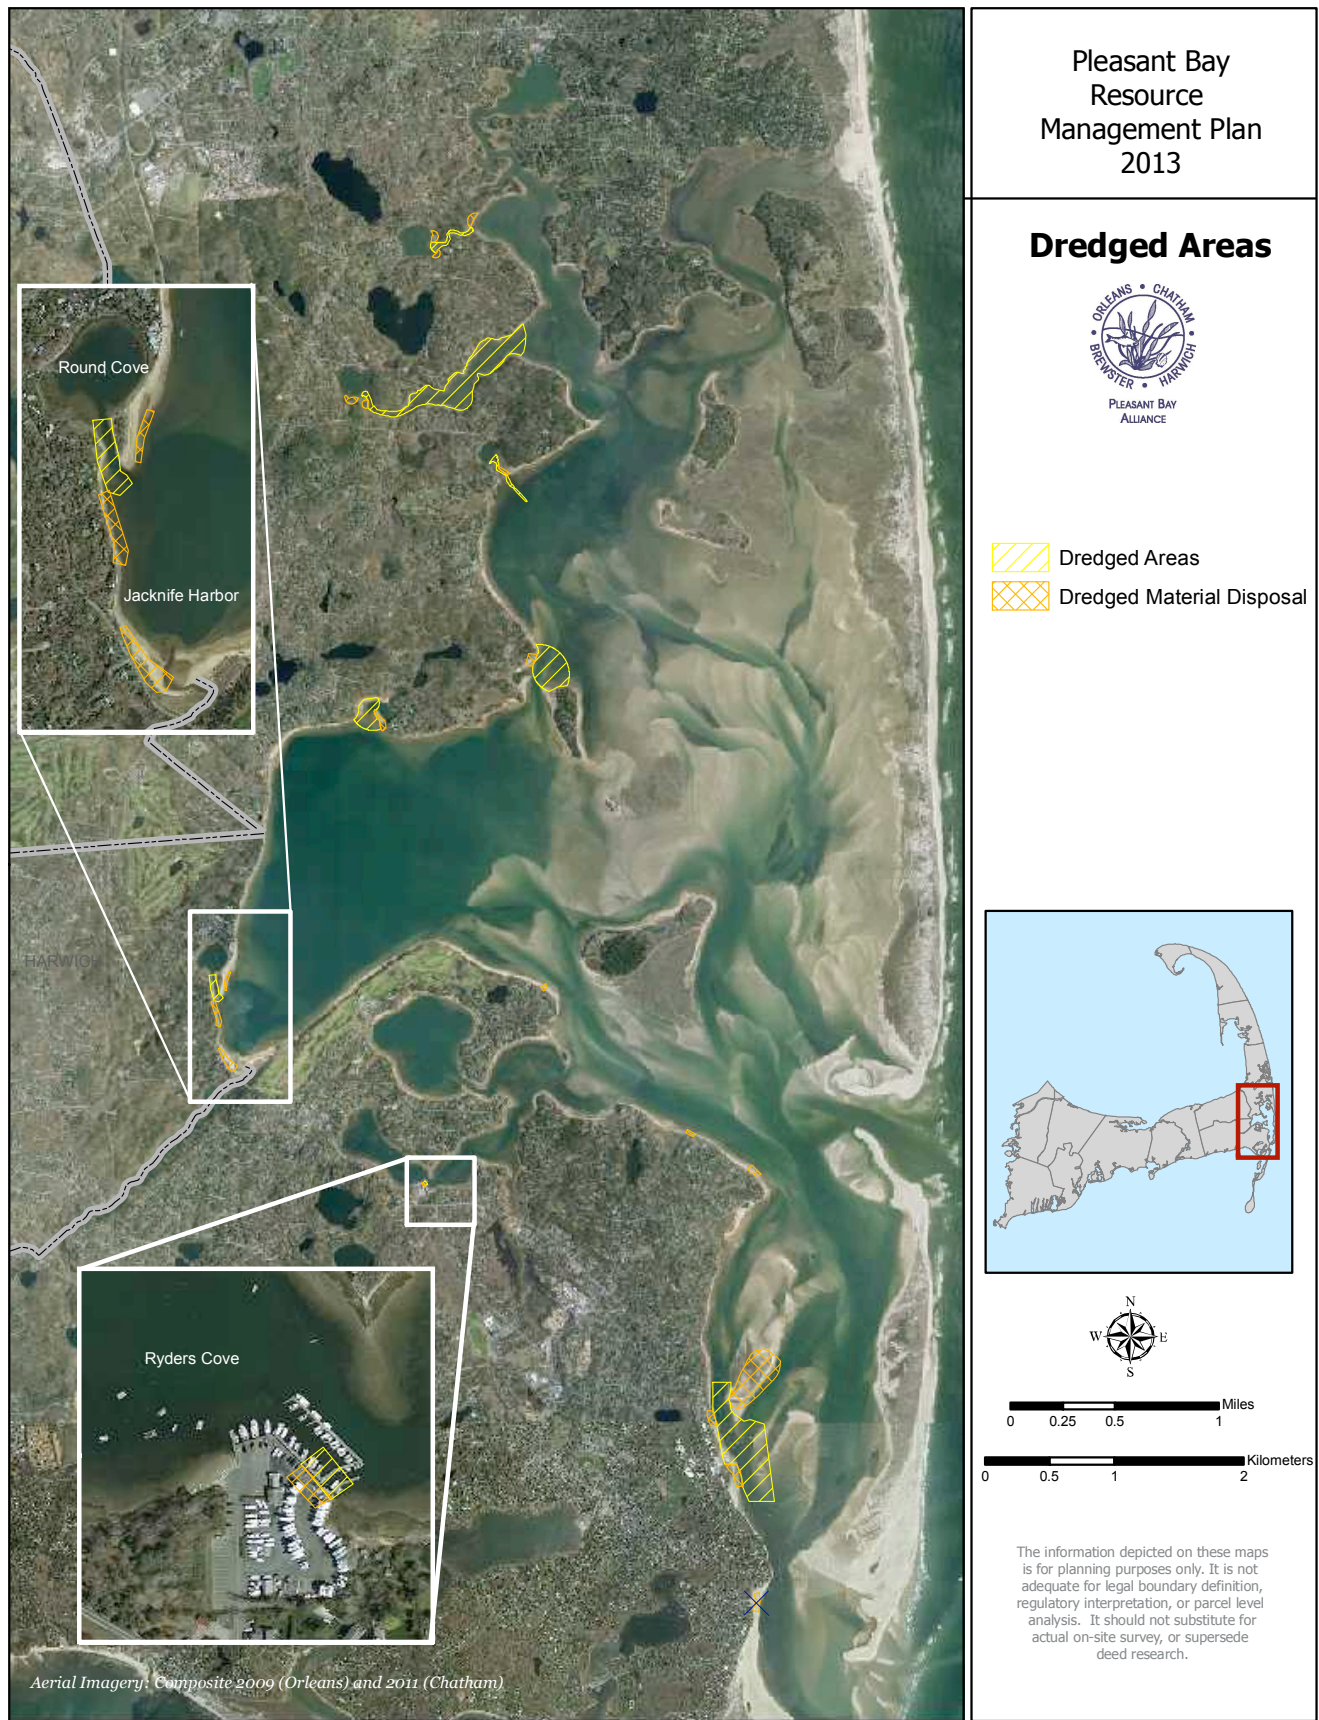 Pleasant Bay
Resource
Management Plan
2013
Dredged Areas
ORLEANS • CHATHAM • HARWICH • BREWSTER •
PLEASANT BAY
ALLIANCE
Dredged Areas
Dredged Material Disposal
Round Cove
Jacknife Harbor
HARWICH
Ryders Cove
Aerial Imagery: Composite 2009 (Orleans) and 2011 (Chatham)
N
W E
S
Miles
0 0.25 0.5 1
Kilometers
0 0.5 1 2
The information depicted on these maps
is for planning purposes only. It is not
adequate for legal boundary definition,
regulatory interpretation, or parcel level
analysis. It should not substitute for
actual on-site survey, or supersede
deed research.